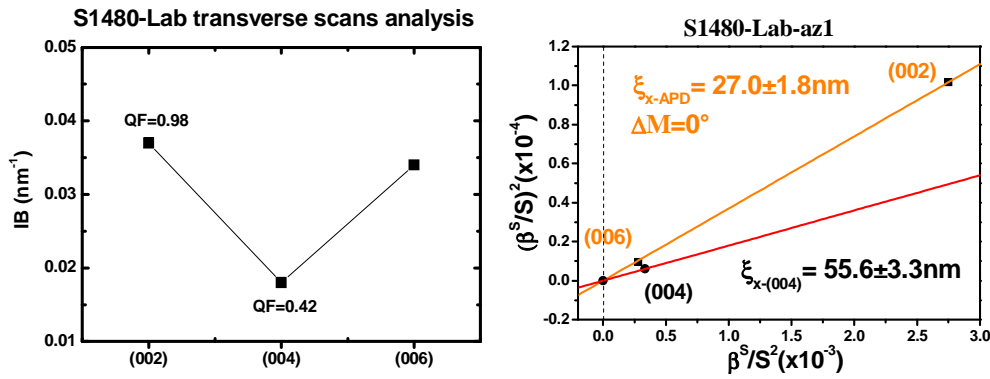 S1480-Lab transverse scans analysis
IB (nm⁻¹)
0.05
0.04
0.03
0.02
0.01
QF=0.98
QF=0.42
(002)
(004)
(006)
S1480-Lab-az1
(βˢ/S)²(x10⁻⁴)
1.2
1.0
0.8
0.6
0.4
0.2
0.0
-0.2
ξx-APD= 27.0±1.8nm
ΔM=0°
(002)
(006)
(004)
ξx-(004)= 55.6±3.3nm
0.0
0.5
1.0
1.5
2.0
2.5
3.0
βˢ/S²(x10⁻³)